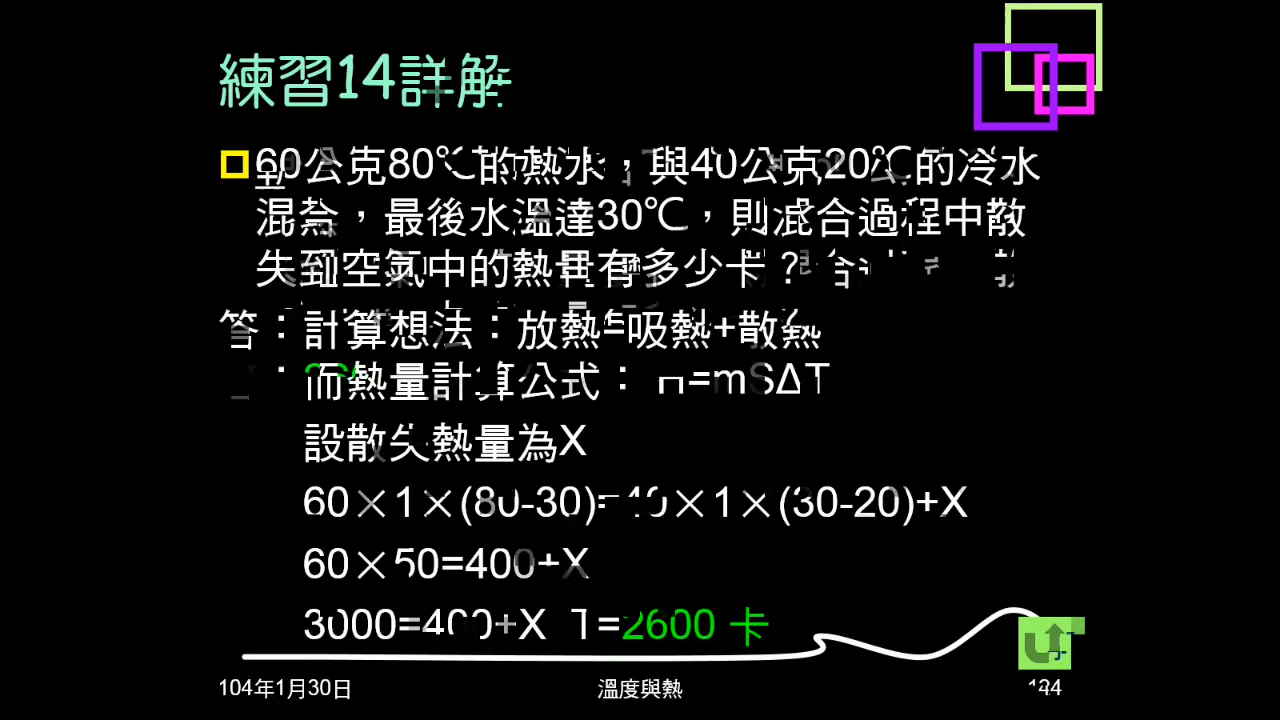 練習14詳解
60公克80℃的熱水，與40公克20℃的冷水
混合，最後水溫達30℃，則混合過程中散
失到空氣中的熱量有多少卡？
答：計算想法：放熱=吸熱+散熱
而熱量計算公式： H=mSΔT
設散失熱量為X
60×1×(80-30)=40×1×(30-20)+X
60×50=400+X
3000=400+X =2600 卡
104年1月30日
溫度與熱